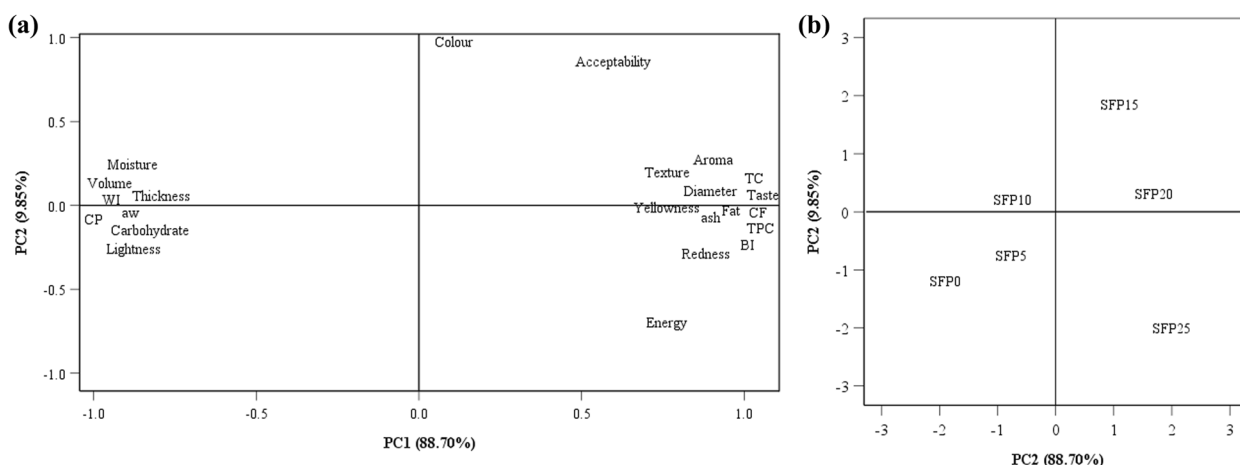 (a)
1.0
0.5
0.0
-0.5
-1.0
PC2 (9.85%)
Colour
Acceptability
Moisture
Volume
WI
Thickness
CP
aw
Carbohydrate
Lightness
Aroma
Texture
TC
Diameter
Taste
Yellowness
Fat
CF
ash
TPC
BI
Redness
Energy
-1.0 -0.5 0.0 0.5 1.0
PC1 (88.70%)
(b)
3
2
1
0
-1
-2
-3
PC2 (9.85%)
SFP15
SFP10
SFP20
SFP5
SFP0
SFP25
-3 -2 -1 0 1 2 3
PC2 (88.70%)